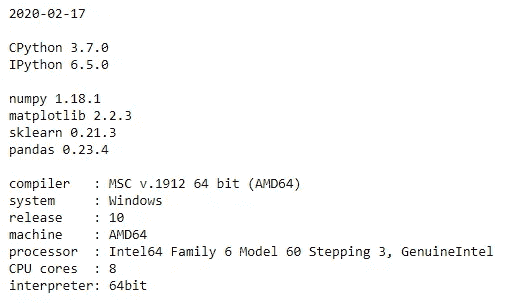 2020-02-17
CPython 3.7.0
IPython 6.5.0
numpy 1.18.1
matplotlib 2.2.3
sklearn 0.21.3
pandas 0.23.4
compiler   : MSC v.1912 64 bit (AMD64)
system     : Windows
release    : 10
machine    : AMD64
processor  : Intel64 Family 6 Model 60 Stepping 3, GenuineIntel
CPU cores  : 8
interpreter: 64bit